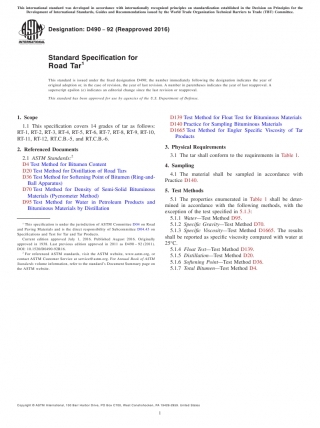 This international standard was developed in accordance with internationally recognized principles on standardization established in the Decision on Principles for the
Development of International Standards, Guides and Recommendations issued by the World Trade Organization Technical Barriers to Trade (TBT) Committee.
Designation: D490 − 92 (Reapproved 2016)
INTERNATIONAL
Standard Specification for
Road Tar¹
This standard is issued under the fixed designation D490; the number immediately following the designation indicates the year of
original adoption or, in the case of revision, the year of last revision. A number in parentheses indicates the year of last reapproval. A
superscript epsilon (ε) indicates an editorial change since the last revision or reapproval.
This standard has been approved for use by agencies of the U.S. Department of Defense.
1. Scope
1.1 This specification covers 14 grades of tar as follows:
RT-1, RT-2, RT-3, RT-4, RT-5, RT-6, RT-7, RT-8, RT-9, RT-10,
RT-11, RT-12, RT,C.B.-5, and RT,C.B.-6.
2. Referenced Documents
2.1 ASTM Standards:²
D4 Test Method for Bitumen Content
D20 Test Method for Distillation of Road Tars
D36 Test Method for Softening Point of Bitumen (Ring-and-
Ball Apparatus)
D70 Test Method for Density of Semi-Solid Bituminous
Materials (Pycnometer Method)
D95 Test Method for Water in Petroleum Products and
Bituminous Materials by Distillation
¹ This specification is under the jurisdiction of ASTM Committee D04 on Road
and Paving Materials and is the direct responsibility of Subcommittee
Specifications and Test for
Current edition approved July 1, 2016. Published August 2016. Originally
approved in 1938. Last previous edition approved in 2011 as D490 – 92 (2011).
DOI: 10.1520/D0490-92R16.
² For referenced ASTM standards, visit the ASTM website, www.astm.org, or
contact ASTM Customer Service at service@astm.org. For Annual Book of ASTM
Standards volume information, refer to the standard's Document Summary page on
the ASTM website.
D139 Test Method for Float Test for Bituminous Materials
D140 Practice for Sampling Bituminous Materials
D1665 Test Method for Engler Specific Viscosity of Tar
Products
3. Physical Requirements
3.1 The tar shall conform to the requirements in Table 1.
4. Sampling
4.1 The material shall be sampled in accordance with
Practice D140.
5. Test Methods
5.1 The properties enumerated in Table 1 shall be deter-
mined in accordance with the following methods, with the
exception of the test specified in 5.1.3:
5.1.1 Water—Test Method D95.
5.1.2 Specific Gravity—Test Method D70.
5.1.3 Specific Viscosity—Test Method D1665. The results
shall be reported as specific viscosity compared with water at
25°C.
5.1.4 Float Test—Test Method D139.
5.1.5 Distillation—Test Method D20.
5.1.6 Softening Point—Test Method D36.
5.1.7 Total Bitumen—Test Method D4.
Copyright © ASTM International, 100 Barr Harbor Drive, PO Box C700, West Conshohocken, PA 19428-2959. United States
1